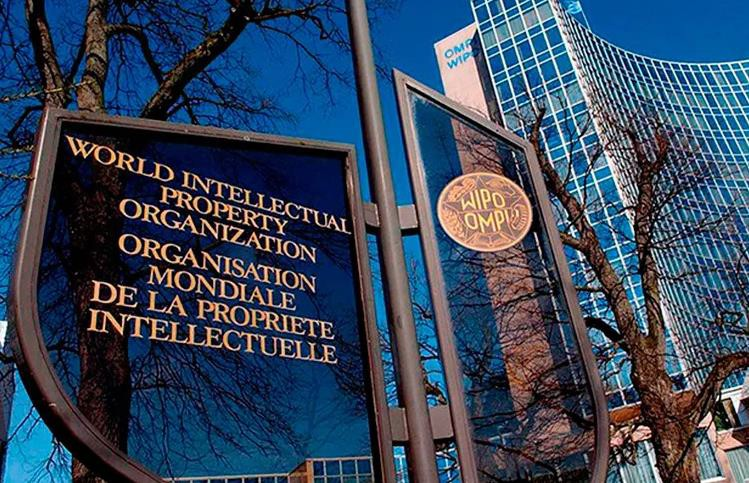 WORLD INTELLECTUAL
PROPERTY
ORGANIZATION
ORGANISATION
MONDIALE
DE LA PROPRIETE
INTELLECTUELLE
WIPO
OMPI
OMPI
WIPO